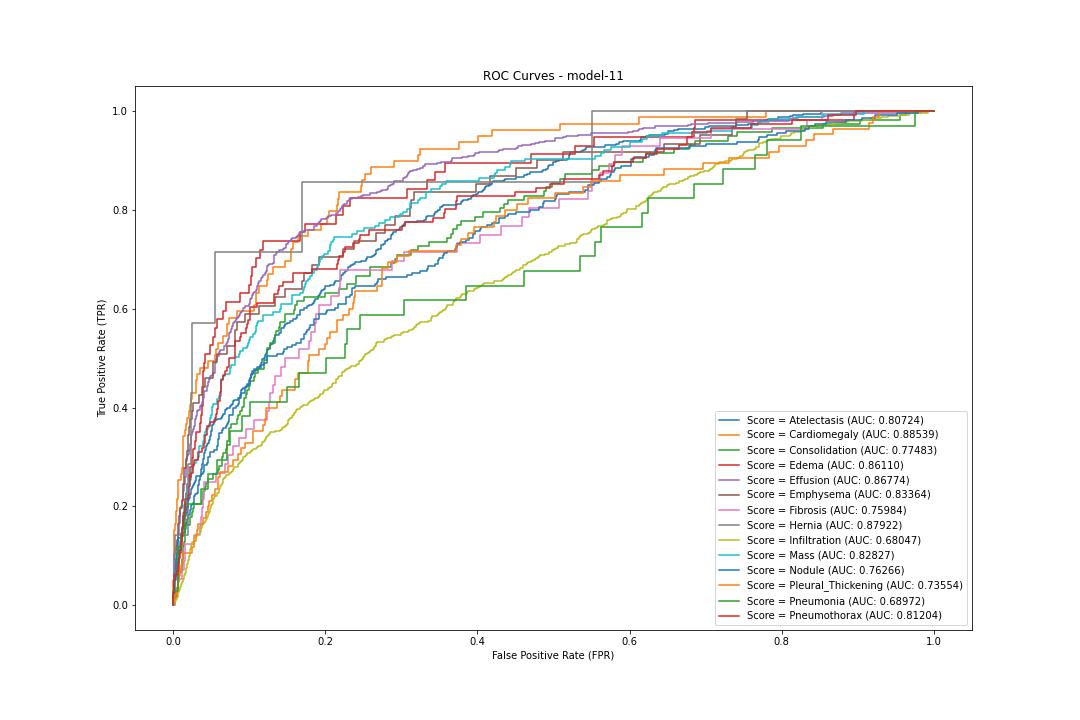 ROC Curves - model-11
1.0
0.8
0.6
0.4
0.2
0.0
True Positive Rate (TPR)
Score = Atelectasis (AUC: 0.80724)
Score = Cardiomegaly (AUC: 0.88539)
Score = Consolidation (AUC: 0.77483)
Score = Edema (AUC: 0.86110)
Score = Effusion (AUC: 0.86774)
Score = Emphysema (AUC: 0.83364)
Score = Fibrosis (AUC: 0.75984)
Score = Hernia (AUC: 0.87922)
Score = Infiltration (AUC: 0.68047)
Score = Mass (AUC: 0.82827)
Score = Nodule (AUC: 0.76266)
Score = Pleural_Thickening (AUC: 0.73554)
Score = Pneumonia (AUC: 0.68972)
Score = Pneumothorax (AUC: 0.81204)
0.0 0.2 0.4 0.6 0.8 1.0
False Positive Rate (FPR)